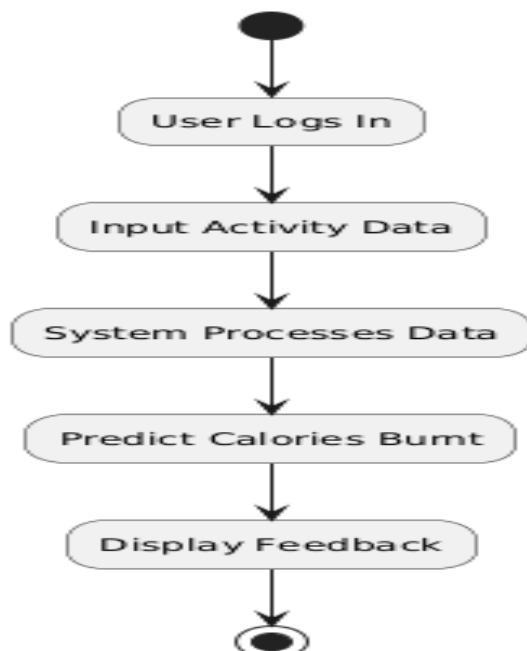 User Logs In
Input Activity Data
System Processes Data
Predict Calories Burnt
Display Feedback